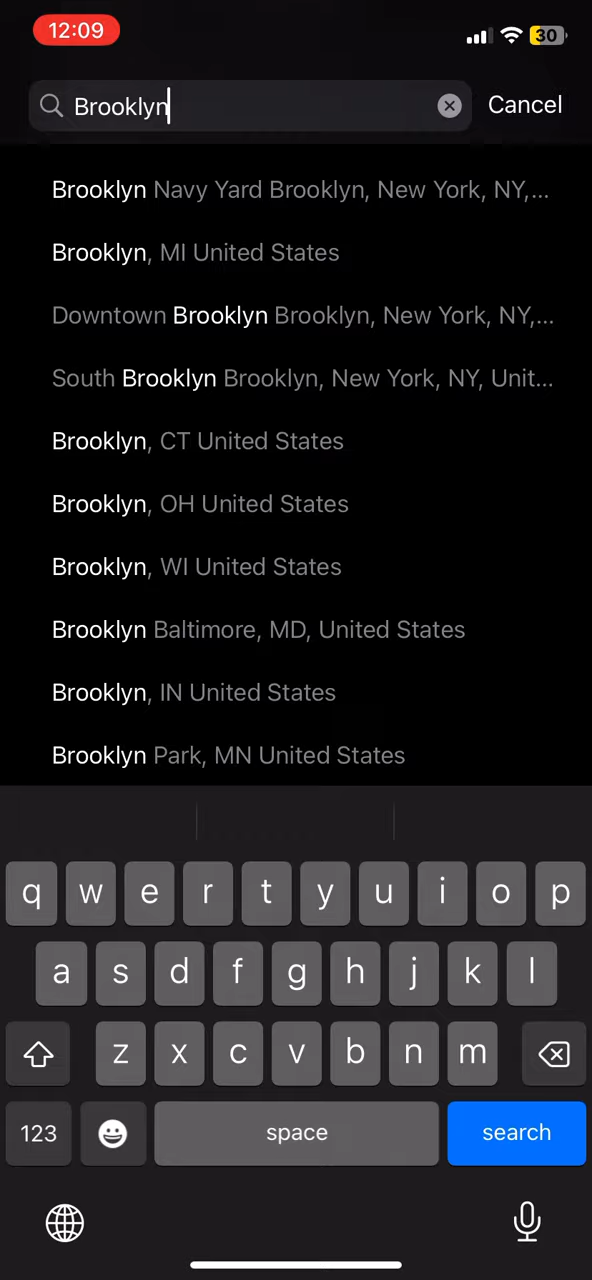 12:09
30
Brooklyn
Cancel
Brooklyn Navy Yard Brooklyn, New York, NY,...
Brooklyn, MI United States
Downtown Brooklyn Brooklyn, New York, NY,...
South Brooklyn Brooklyn, New York, NY, Unit...
Brooklyn, CT United States
Brooklyn, OH United States
Brooklyn, WI United States
Brooklyn Baltimore, MD, United States
Brooklyn, IN United States
Brooklyn Park, MN United States
q w e r t y u i o p
a s d f g h j k l
z x c v b n m
123 space search